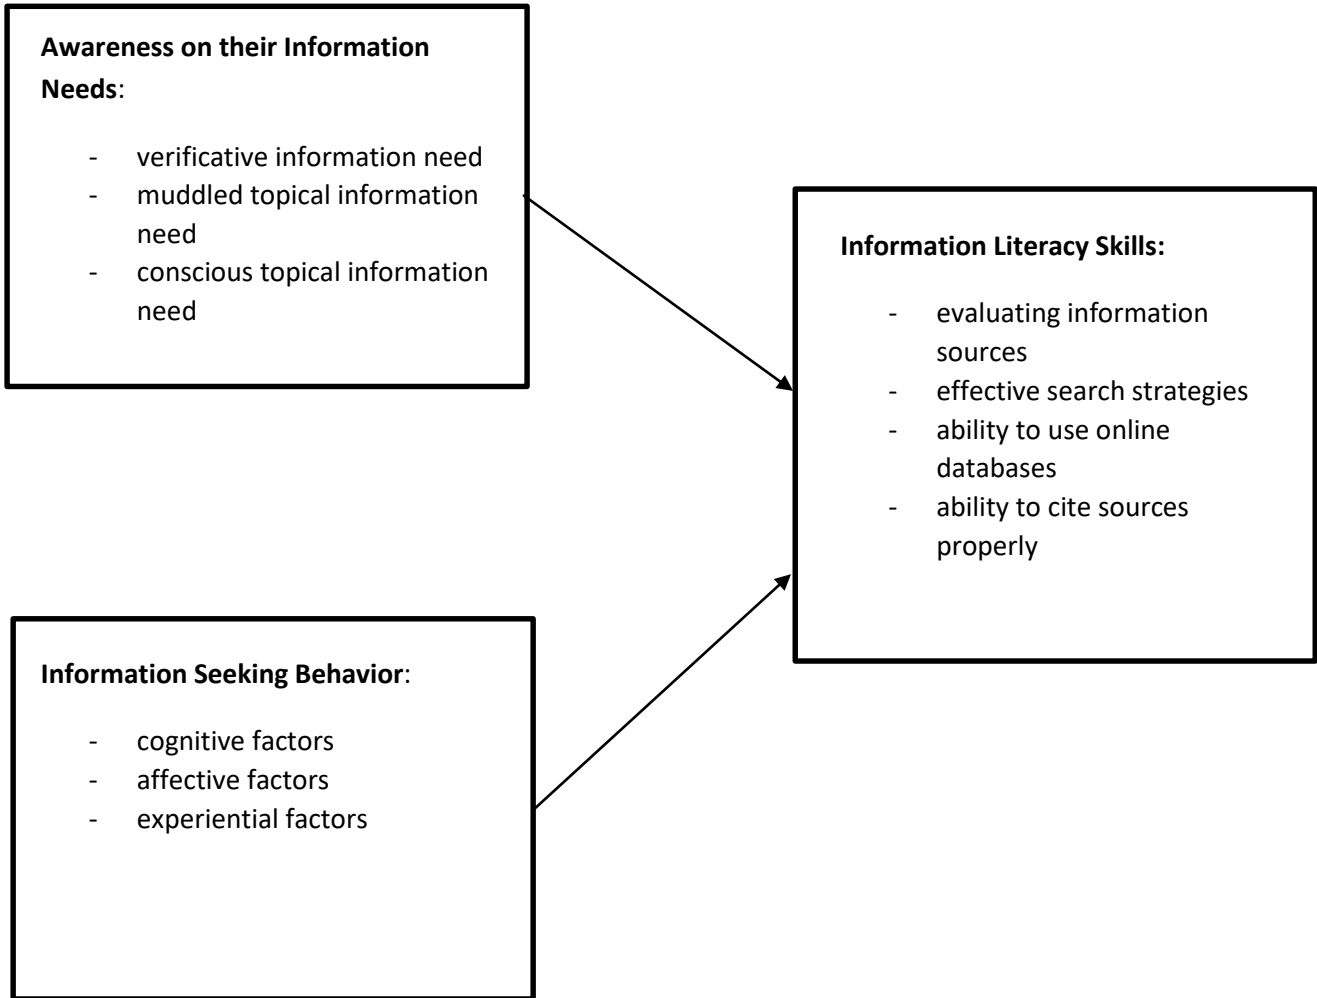 Awareness on their Information
Needs:
- verificative information need
- muddled topical information
need
- conscious topical information
need
Information Literacy Skills:
- evaluating information
sources
- effective search strategies
- ability to use online
databases
- ability to cite sources
properly
Information Seeking Behavior:
- cognitive factors
- affective factors
- experiential factors